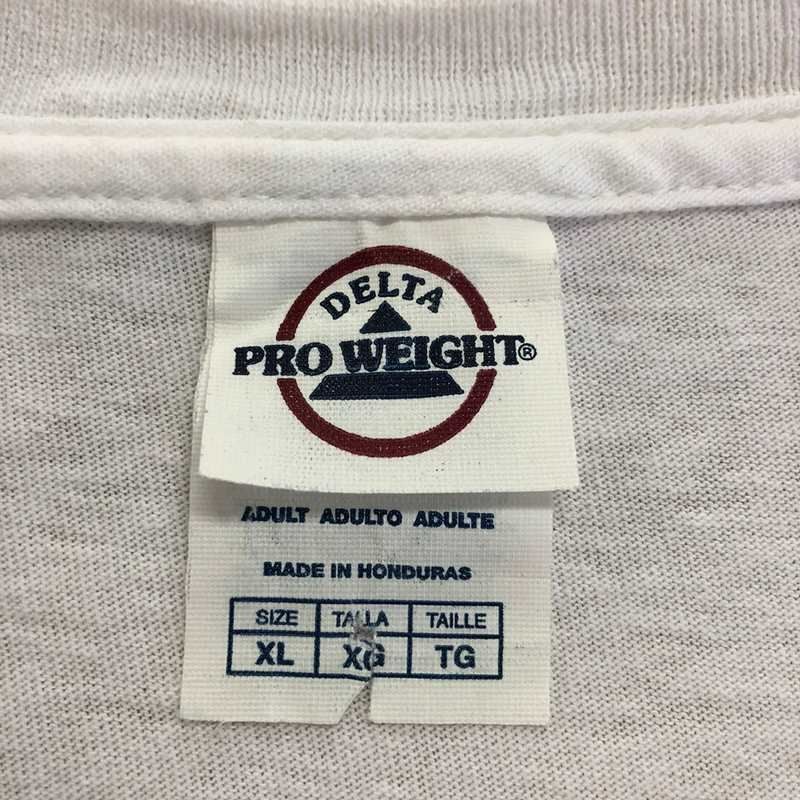 DELTA
PRO WEIGHT®
ADULT ADULTO ADULTE
MADE IN HONDURAS
SIZE TALLA TAILLE
XL XG TG